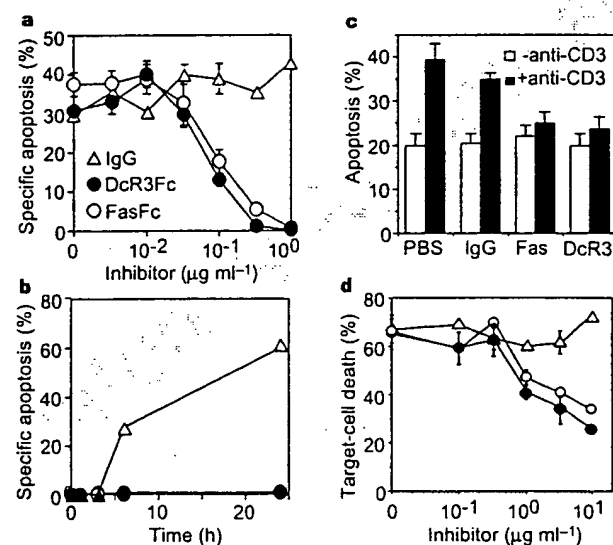 a
Specific apoptosis (%)
50
40
30
20
10
0
△ IgG
● DcR3Fc
○ FasFc
0 10-2 10-1 100
Inhibitor (μg ml–1)
b
Specific apoptosis (%)
80
60
40
20
0
0 10 20
Time (h)
c
Apoptosis (%)
□ -anti-CD3
■ +anti-CD3
40
30
20
10
0
PBS IgG Fas DcR3
d
Target-cell death (%)
80
60
40
20
0
0 10-1 100 101
Inhibitor (μg ml–1)